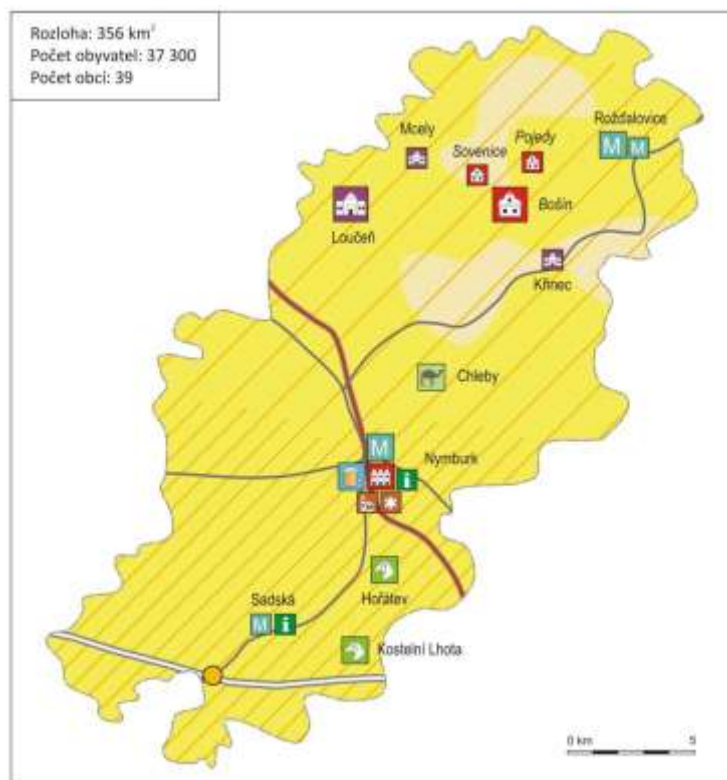 Rozloha: 356 km²
Počet obyvatel: 37 300
Počet obcí: 39
Mcely
Sovenice
Pojedy
Rožďalovice
M
M
Bošín
Loučeň
Křinec
Chleby
M
Nymburk
i
Hořátev
Sadská
M
i
Kostelní Lhota
0 km 5